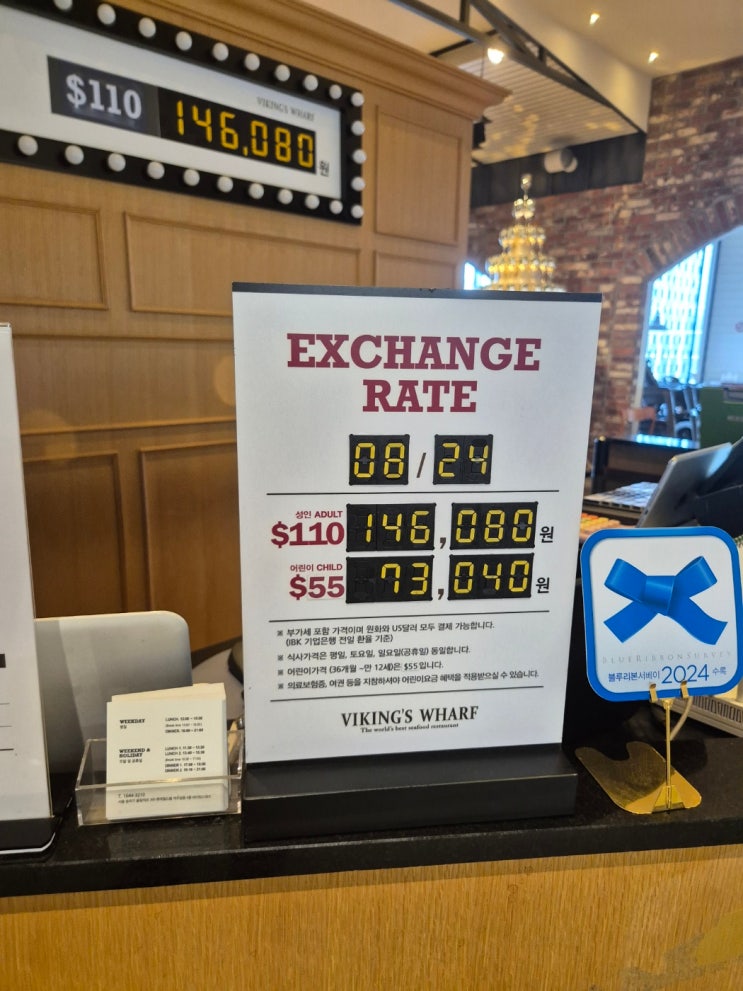 $110 146,080 원
VIKING'S WHARF
EXCHANGE
RATE
08 / 24
성인 ADULT
$110 146,080 원
어린이 CHILD
$55 73,040 원
※ 부가세 포함 가격이며 원화와 US달러 모두 결제 가능합니다.
(IBK 기업은행 전일 환율 기준)
※ 식사가격은 평일, 토요일, 일요일(공휴일) 동일합니다.
※ 어린이가격 (36개월 ~만 12세)은 $55 입니다.
※ 의료보험증, 여권 등을 지참하셔야 어린이요금 혜택을 적용받으실 수 있습니다.
VIKING'S WHARF
The world's best seafood restaurant
BLUE RIBBON SURVEY
블루리본서베이 2024 수록
WEEKDAY
평일
WEEKEND &
HOLIDAY